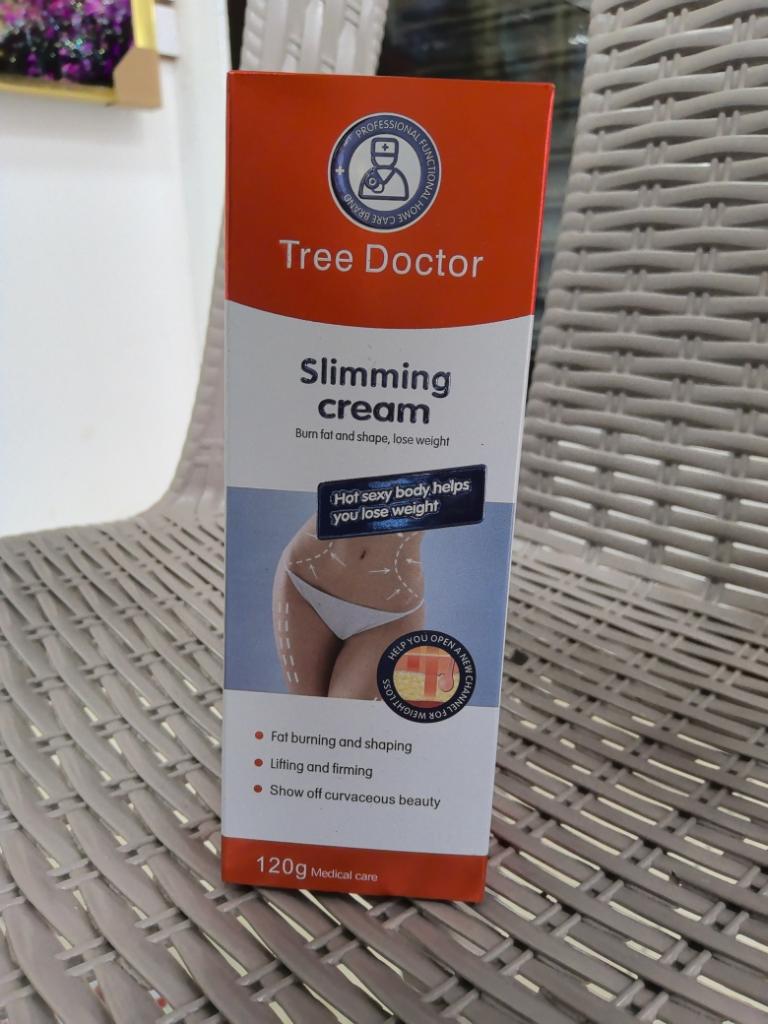 PROFESSIONAL FUNCTIONAL HOME CARE BRAND
Tree Doctor
Slimming
cream
Burn fat and shape, lose weight
Hot sexy body helps
you lose weight
HELP YOU OPEN A NEW CHANNEL FOR WEIGHT LOSS
Fat burning and shaping
Lifting and firming
Show off curvaceous beauty
120g Medical care